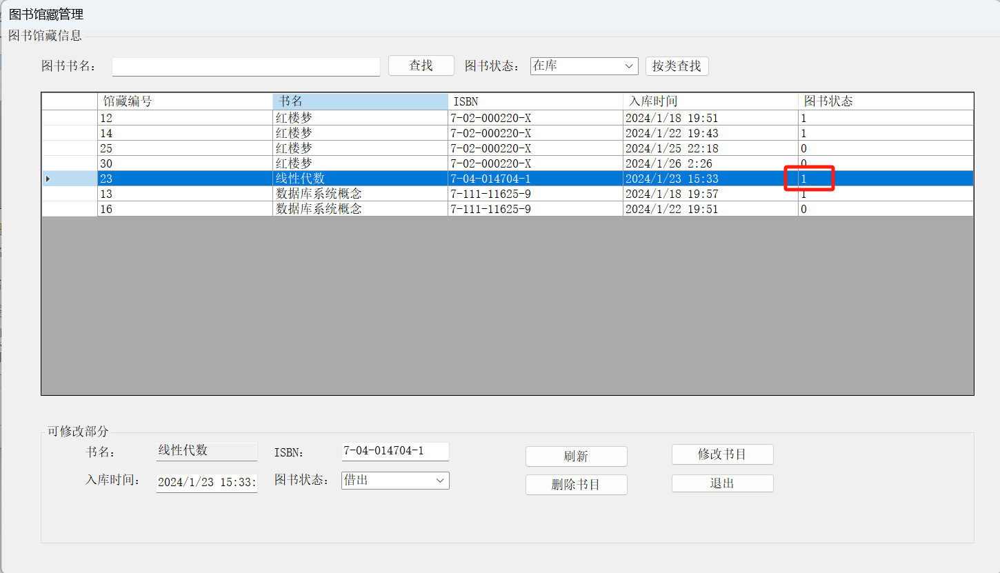 图书馆藏管理
图书馆藏信息
图书书名： 查找 图书状态： 在库 按类查找
馆藏编号 书名 ISBN 入库时间 图书状态
12 红楼梦 7-02-000220-X 2024/1/18 19:51 1
14 红楼梦 7-02-000220-X 2024/1/22 19:43 1
25 红楼梦 7-02-000220-X 2024/1/25 22:18 0
30 红楼梦 7-02-000220-X 2024/1/26 2:26 0
23 线性代数 7-04-014704-1 2024/1/23 15:33 1
13 数据库系统概念 7-111-11625-9 2024/1/18 19:57 1
16 数据库系统概念 7-111-11625-9 2024/1/22 19:51 0
可修改部分
书名： 线性代数 ISBN： 7-04-014704-1 刷新 修改书目
入库时间： 2024/1/23 15:33: 图书状态： 借出 删除书目 退出